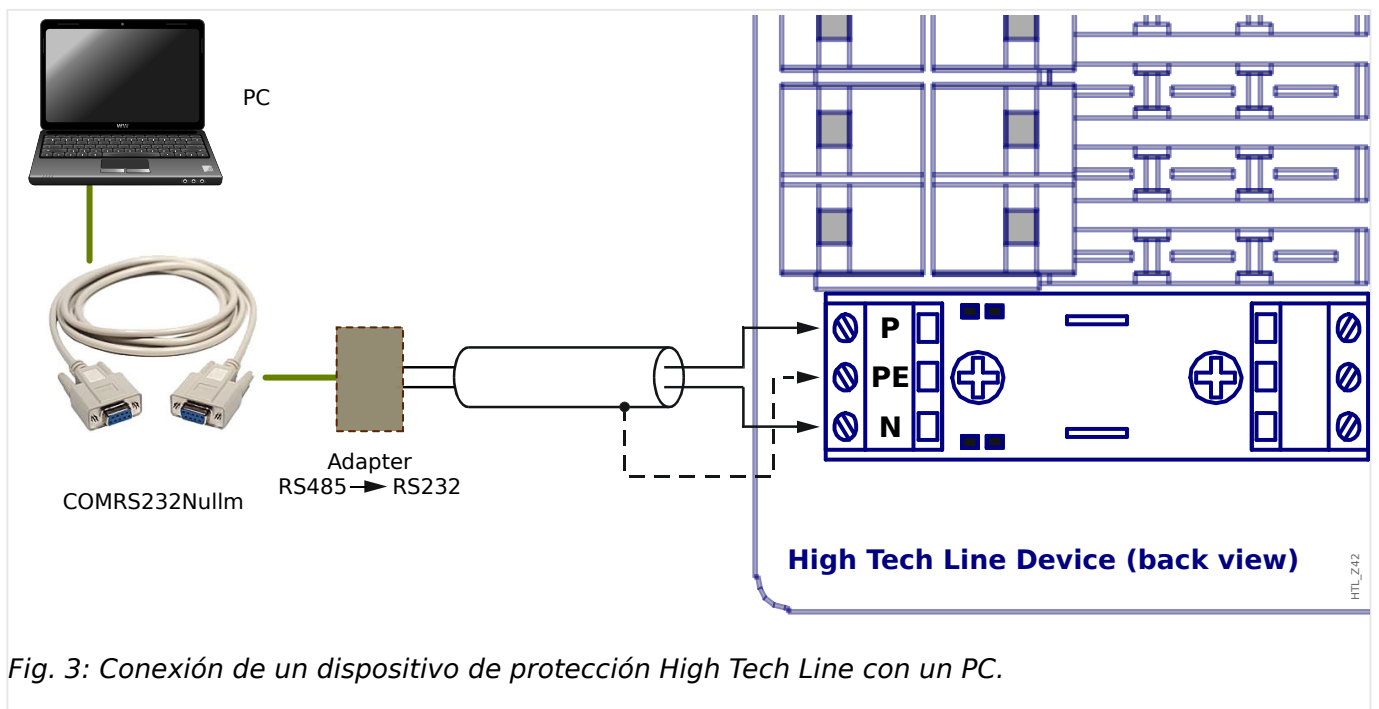 PC
P
PE
N
Adapter
RS485 → RS232
COMRS232Nullm
High Tech Line Device (back view)
HTL_Z42
Fig. 3: Conexión de un dispositivo de protección High Tech Line con un PC.